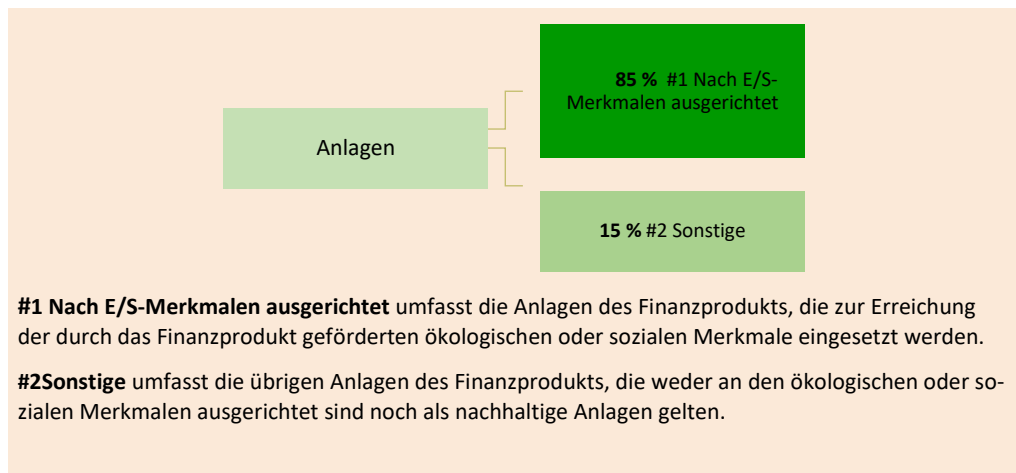 85 % #1 Nach E/S-
Merkmalen ausgerichtet
Anlagen
15 % #2 Sonstige
#1 Nach E/S-Merkmalen ausgerichtet umfasst die Anlagen des Finanzprodukts, die zur Erreichung
der durch das Finanzprodukt geförderten ökologischen oder sozialen Merkmale eingesetzt werden.
#2Sonstige umfasst die übrigen Anlagen des Finanzprodukts, die weder an den ökologischen oder so-
zialen Merkmalen ausgerichtet sind noch als nachhaltige Anlagen gelten.